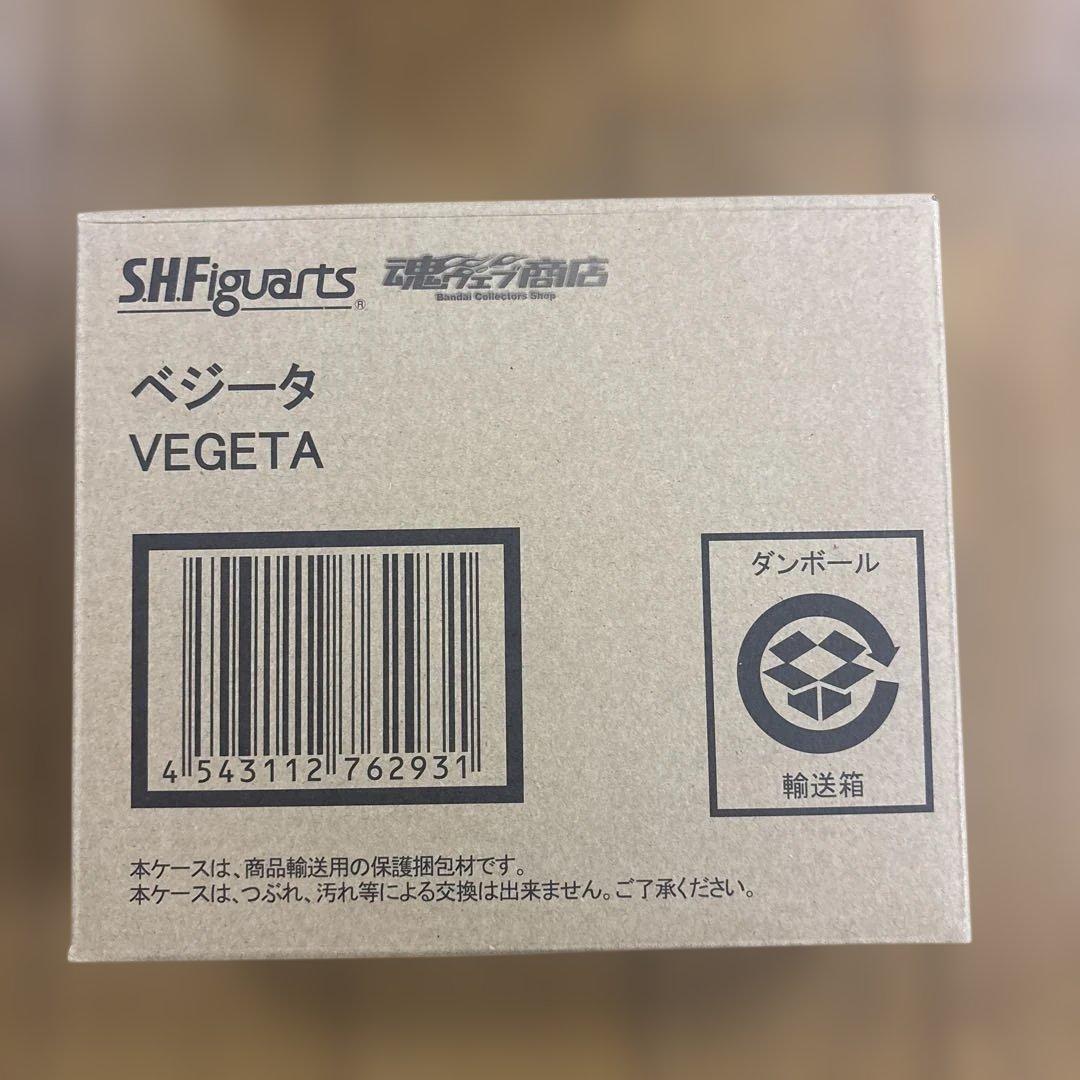 S.H.Figuarts®
魂ウェブ商店
Bandai Collectors Shop
ベジータ
VEGETA
4 543112 762931
ダンボール
輸送箱
本ケースは、商品輸送用の保護梱包材です。
本ケースは、つぶれ、汚れ等による交換は出来ません。ご了承ください。